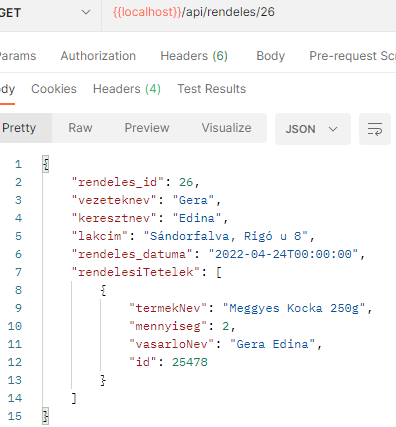 GET {{localhost}}/api/rendeles/26
Params Authorization Headers (6) Body Pre-request Scr
Body Cookies Headers (4) Test Results
Pretty Raw Preview Visualize JSON
1 {
2 "rendeles_id": 26,
3 "vezeteknev": "Gera",
4 "keresztnev": "Edina",
5 "lakcim": "Sándorfalva, Rigó u 8",
6 "rendeles_datuma": "2022-04-24T00:00:00",
7 "rendelesiTetelek": [
8 {
9 "termekNev": "Meggyes Kocka 250g",
10 "mennyiseg": 2,
11 "vasarloNev": "Gera Edina",
12 "id": 25478
13 }
14 ]
15 }